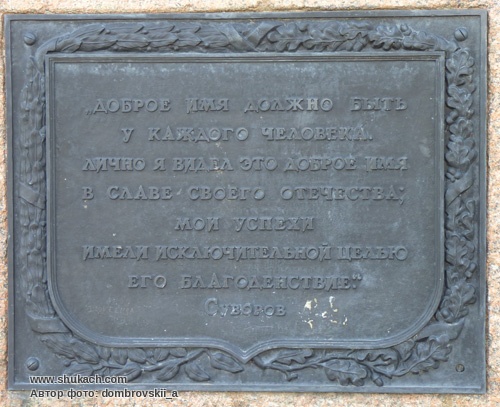 „ДОБРОЕ ИМЯ ДОЛЖНО БЫТЬ
У КАЖДОГО ЧЕЛОВЕКА.
ЛИЧНО Я ВИДЕЛ ЭТО ДОБРОЕ ИМЯ
В СЛАВЕ СВОЕГО ОТЕЧЕСТВА;
МОИ УСПЕХИ
ИМЕЛИ ИСКЛЮЧИТЕЛЬНОЙ ЦЕЛЬЮ
ЕГО БЛАГОДЕНСТВИЕ."
Суворов
www.shukach.com
Автор фото: dombrovskii_a